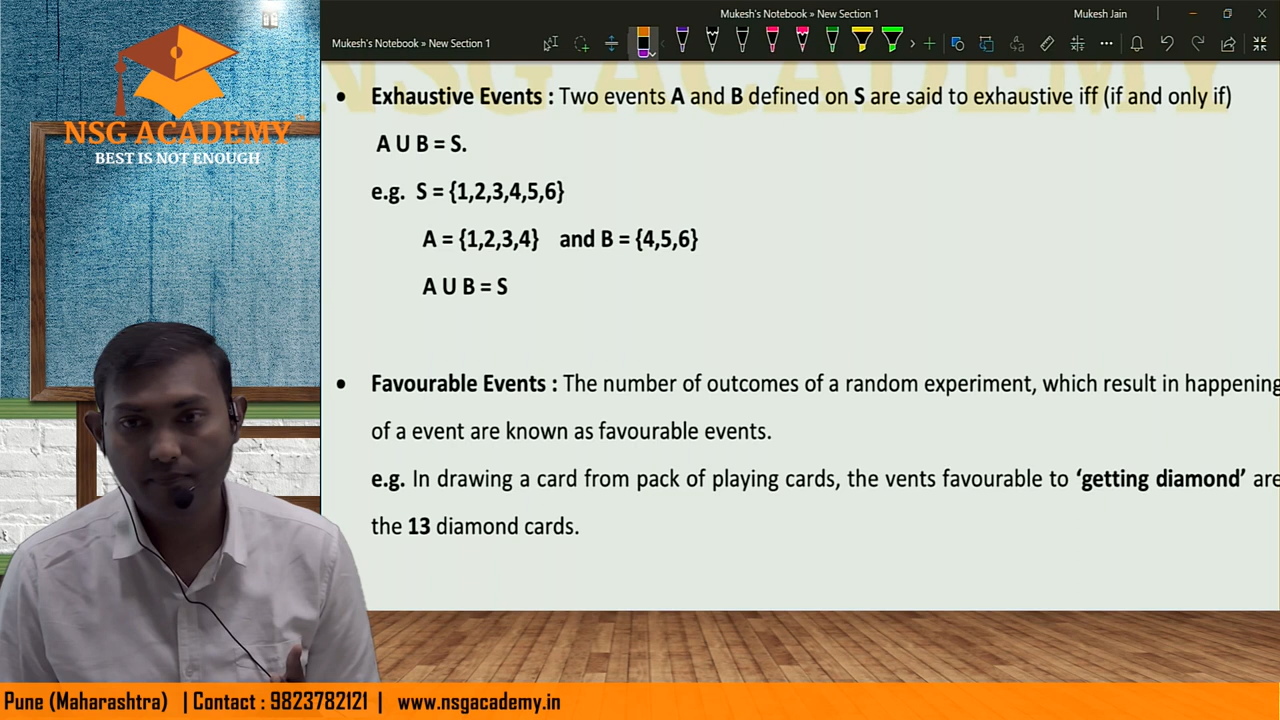 Mukesh's Notebook » New Section 1
Mukesh Jain
Mukesh's Notebook » New Section 1
NSG ACADEMY
NSG ACADEMY
BEST IS NOT ENOUGH
• Exhaustive Events : Two events A and B defined on S are said to exhaustive iff (if and only if)
A U B = S.
e.g. S = {1,2,3,4,5,6}
A = {1,2,3,4} and B = {4,5,6}
A U B = S
• Favourable Events : The number of outcomes of a random experiment, which result in happening
of a event are known as favourable events.
e.g. In drawing a card from pack of playing cards, the vents favourable to ‘getting diamond’ are
the 13 diamond cards.
Pune (Maharashtra) | Contact : 9823782121 | www.nsgacademy.in